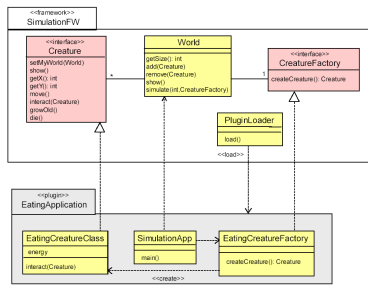 <<framework>>
SimulationFW
<<interface>>
Creature
setMyWorld(World)
show()
getX(): int
getY(): int
move()
interact(Creature)
growOld()
die()
*
World
getSize(): int
add(Creature)
remove(Creature)
show()
simulate(int,CreatureFactory)
1
<<interface>>
CreatureFactory
createCreature(): Creature
PluginLoader
load()
<<load>>
<<plugin>>
EatingApplication
EatingCreatureClass
energy
interact(Creature)
SimulationApp
main()
EatingCreatureFactory
createCreature(): Creature
<<create>>